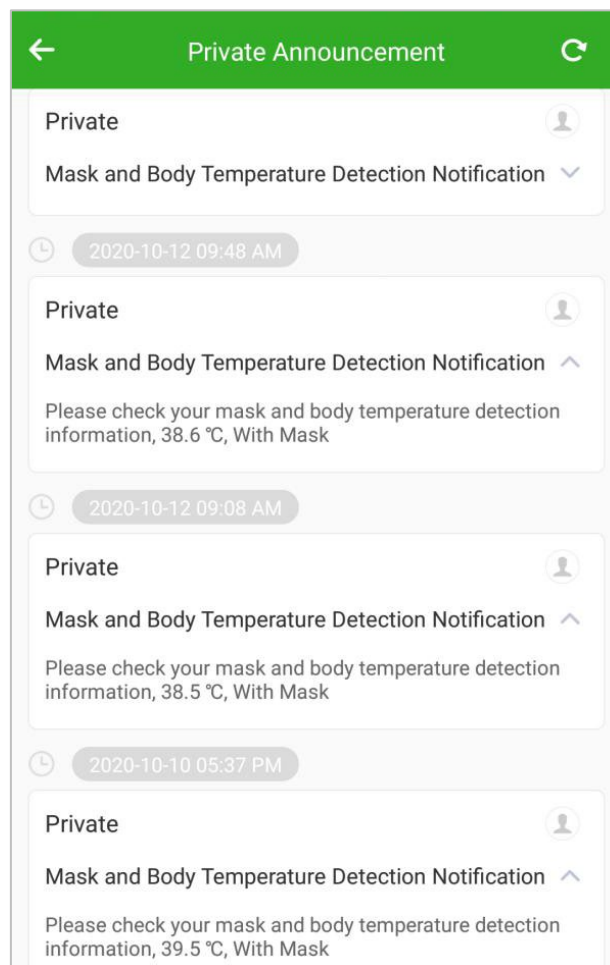 Private Announcement
Private
Mask and Body Temperature Detection Notification
2020-10-12 09:48 AM
Private
Mask and Body Temperature Detection Notification
Please check your mask and body temperature detection
information, 38.6 ℃, With Mask
2020-10-12 09:08 AM
Private
Mask and Body Temperature Detection Notification
Please check your mask and body temperature detection
information, 38.5 ℃, With Mask
2020-10-10 05:37 PM
Private
Mask and Body Temperature Detection Notification
Please check your mask and body temperature detection
information, 39.5 ℃, With Mask